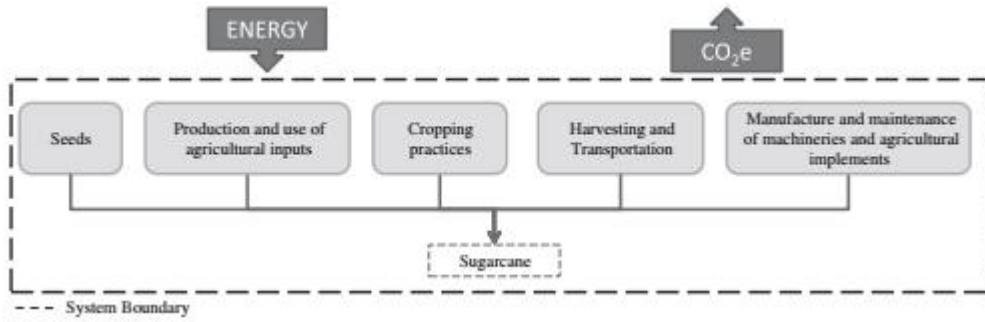 ENERGY
CO₂e
Seeds
Production and use of
agricultural inputs
Cropping
practices
Harvesting and
Transportation
Manufacture and maintenance
of machineries and agricultural
implements
Sugarcane
System Boundary